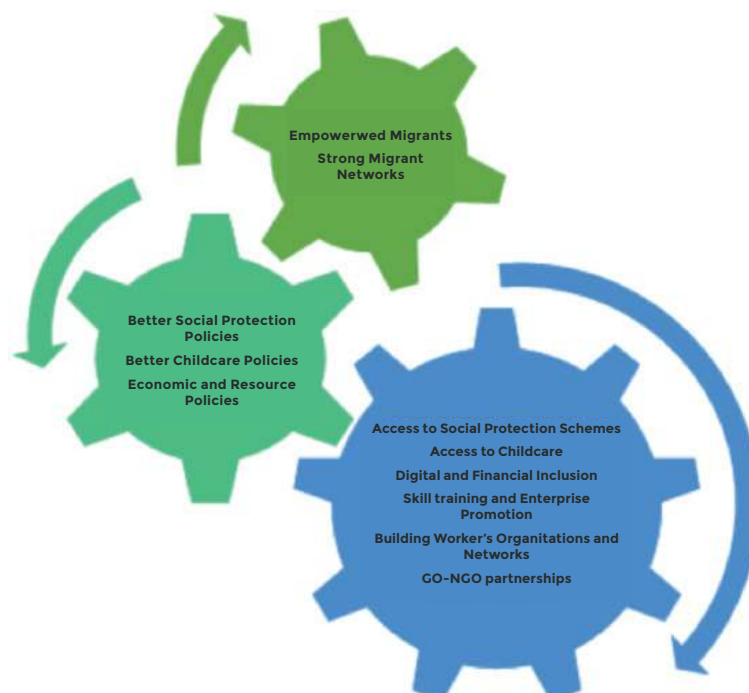 Empowerwed Migrants
Strong Migrant
Networks
Better Social Protection
Policies
Better Childcare Policies
Economic and Resource
Policies
Access to Social Protection Schemes
Access to Childcare
Digital and Financial Inclusion
Skill training and Enterprise
Promotion
Building Worker's Organitations and
Networks
GO-NGO partnerships